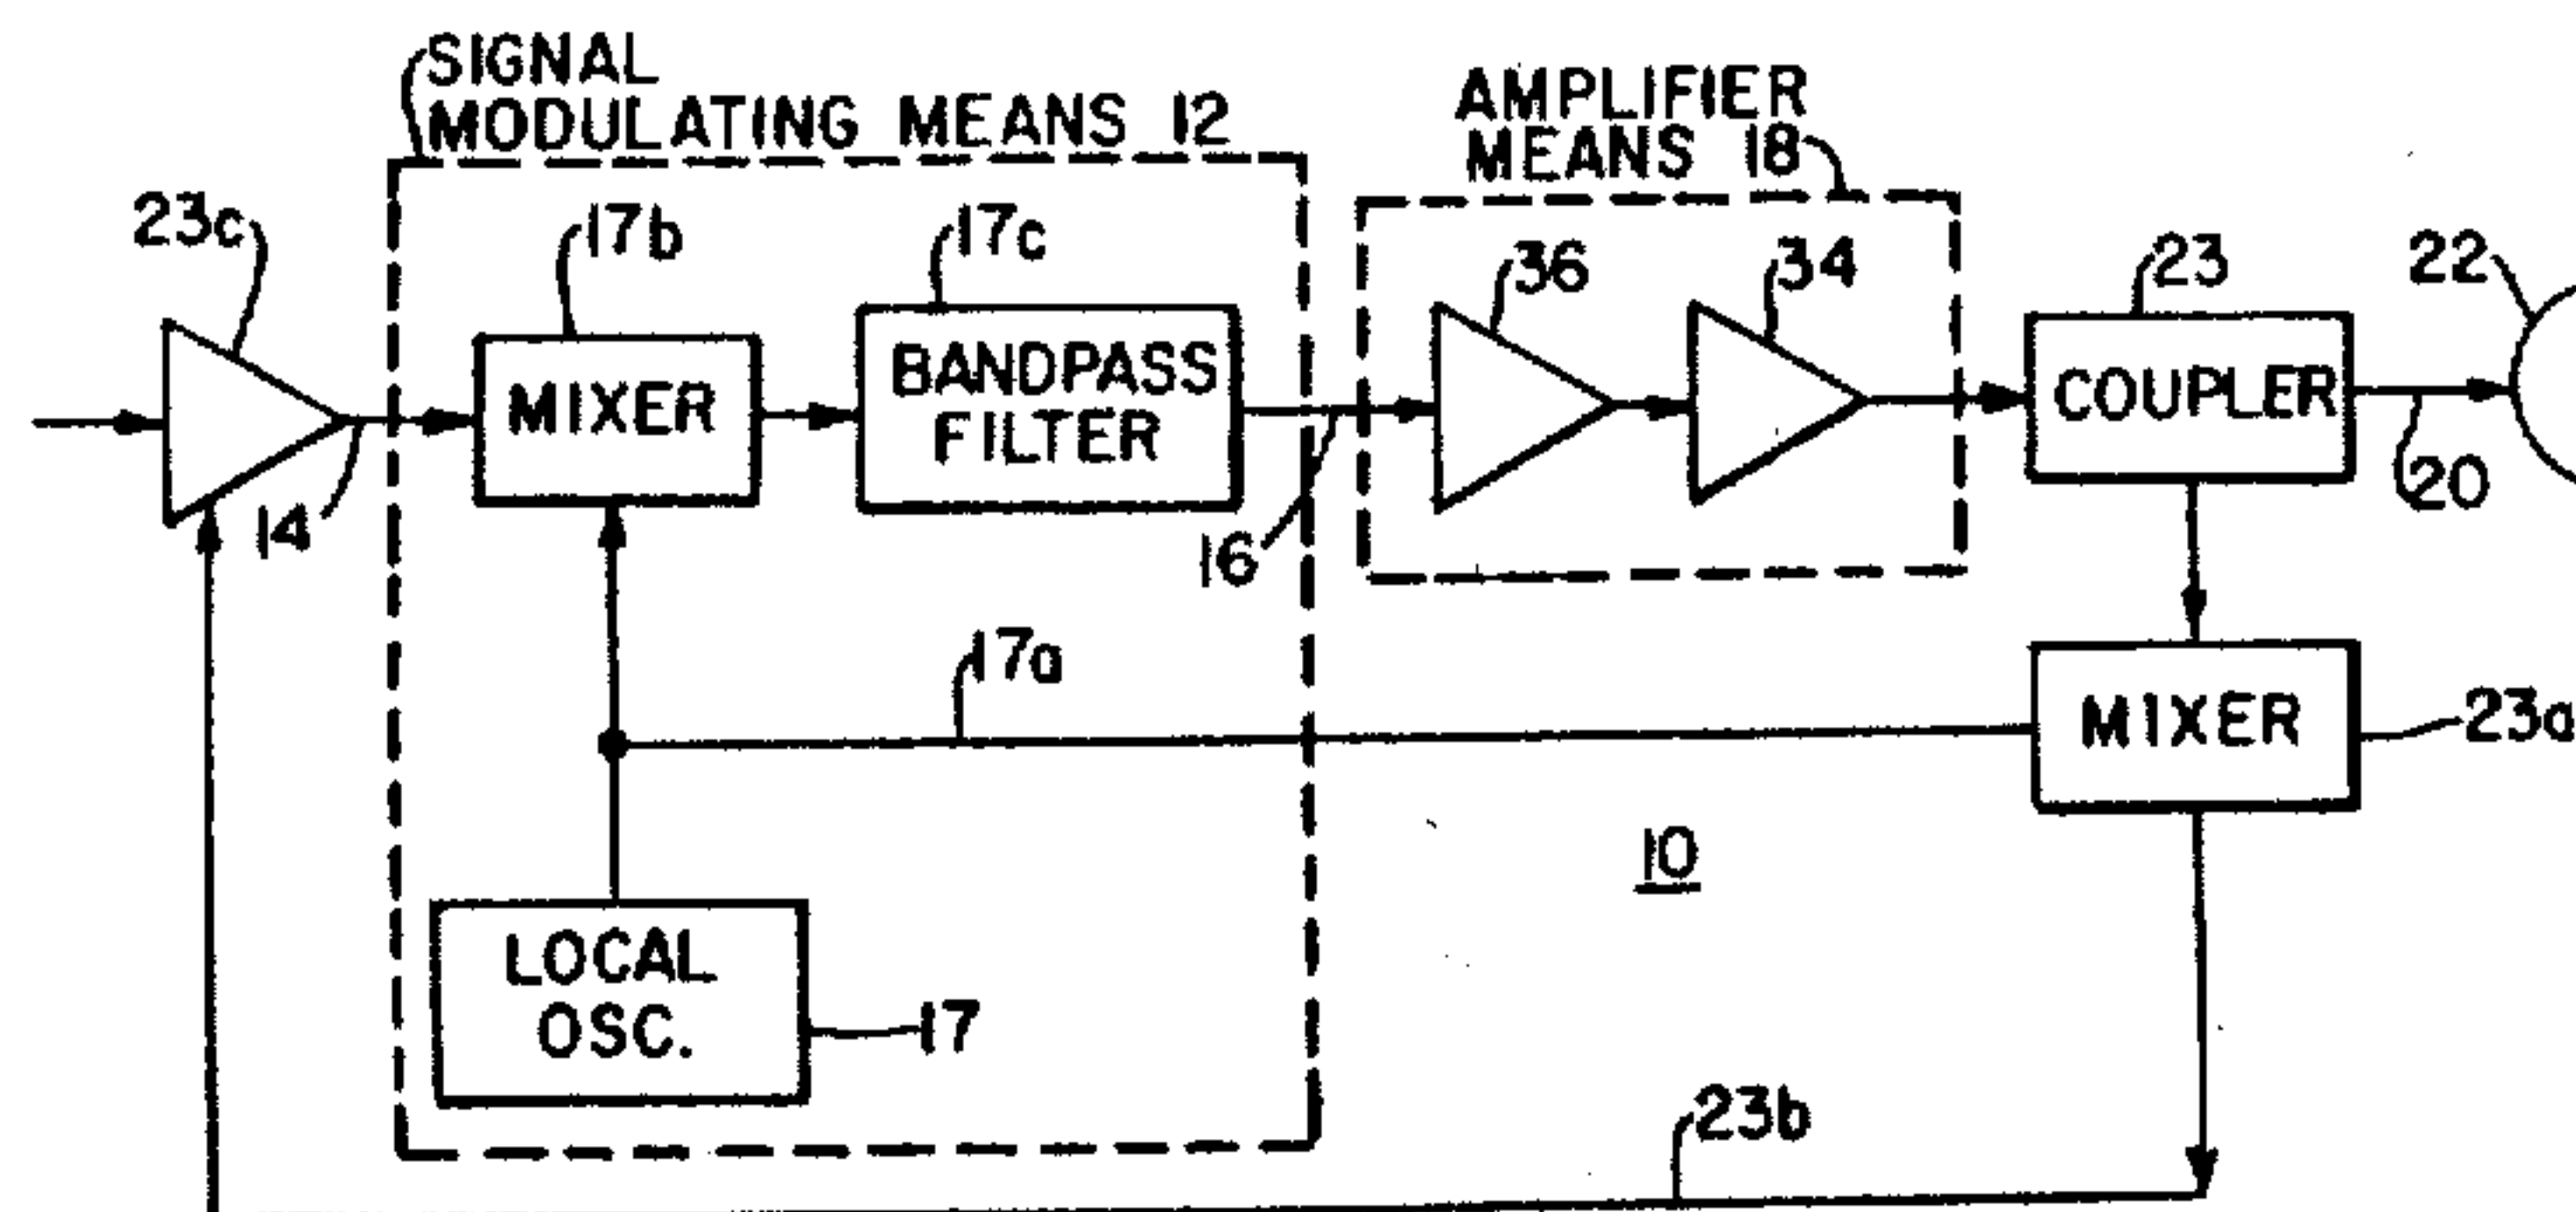 SIGNAL
MODULATING MEANS 12
AMPLIFIER
MEANS 18
23c
17b
17c
36
34
23
22
MIXER
BANDPASS
FILTER
COUPLER
14
16
20
17a
MIXER
23a
10
LOCAL
OSC.
17
23b